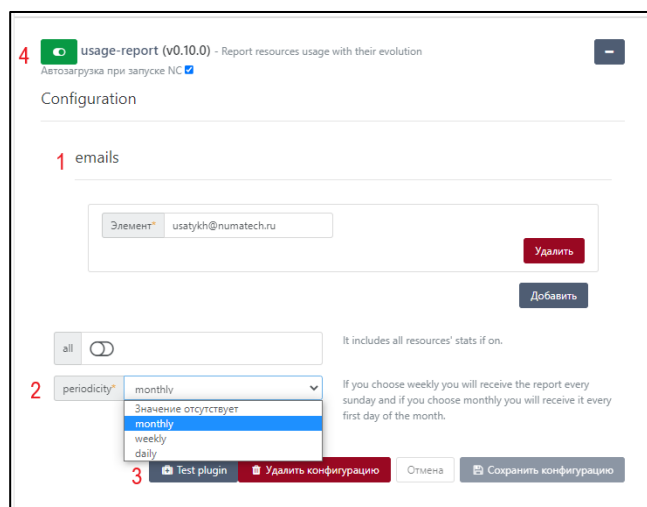 4 usage-report (v0.10.0) - Report resources usage with their evolution
Автозагрузка при запуске NC
Configuration
1 emails
Элемент* usatykh@numatech.ru
Удалить
Добавить
all
It includes all resources' stats if on.
2 periodicity* monthly
If you choose weekly you will receive the report every
sunday and if you choose monthly you will receive it every
first day of the month.
Значение отсутствует
monthly
weekly
daily
3 Test plugin Удалить конфигурацию Отмена Сохранить конфигурацию